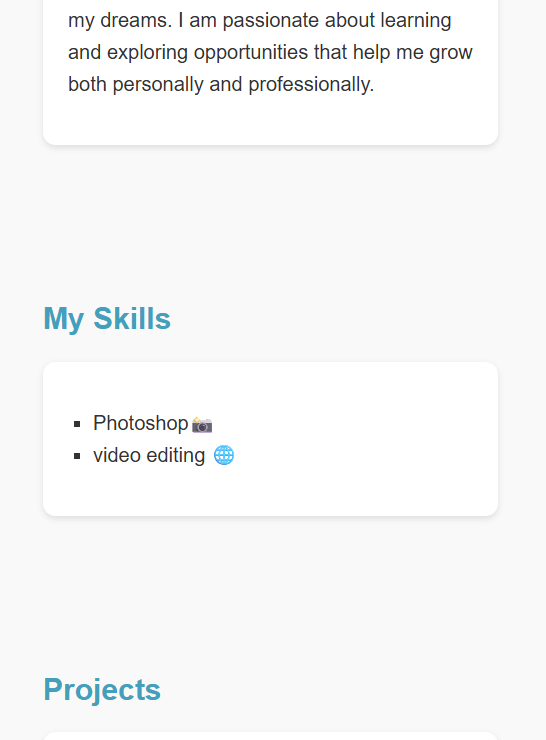 my dreams. I am passionate about learning
and exploring opportunities that help me grow
both personally and professionally.
My Skills
Photoshop📸
video editing 🌐
Projects